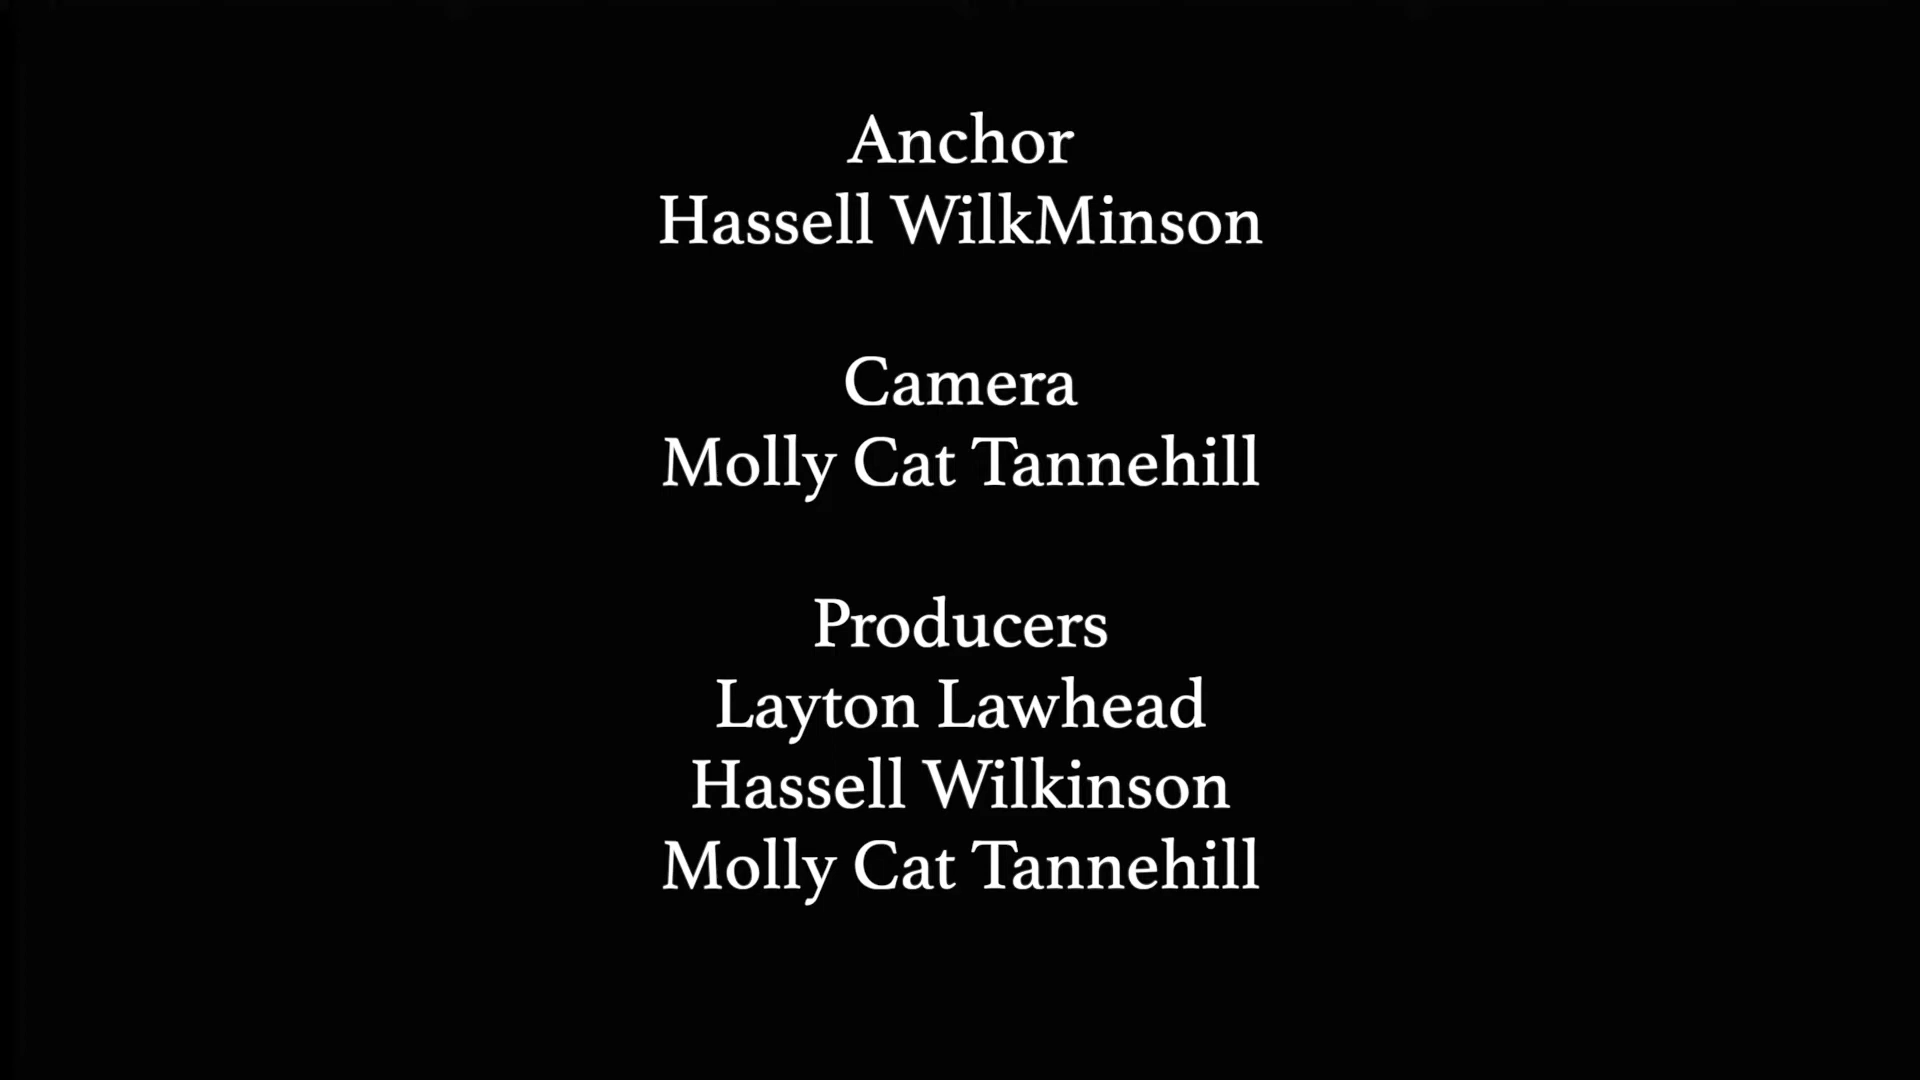 Anchor
Hassell WilkMinson
Camera
Molly Cat Tannehill
Producers
Layton Lawhead
Hassell Wilkinson
Molly Cat Tannehill